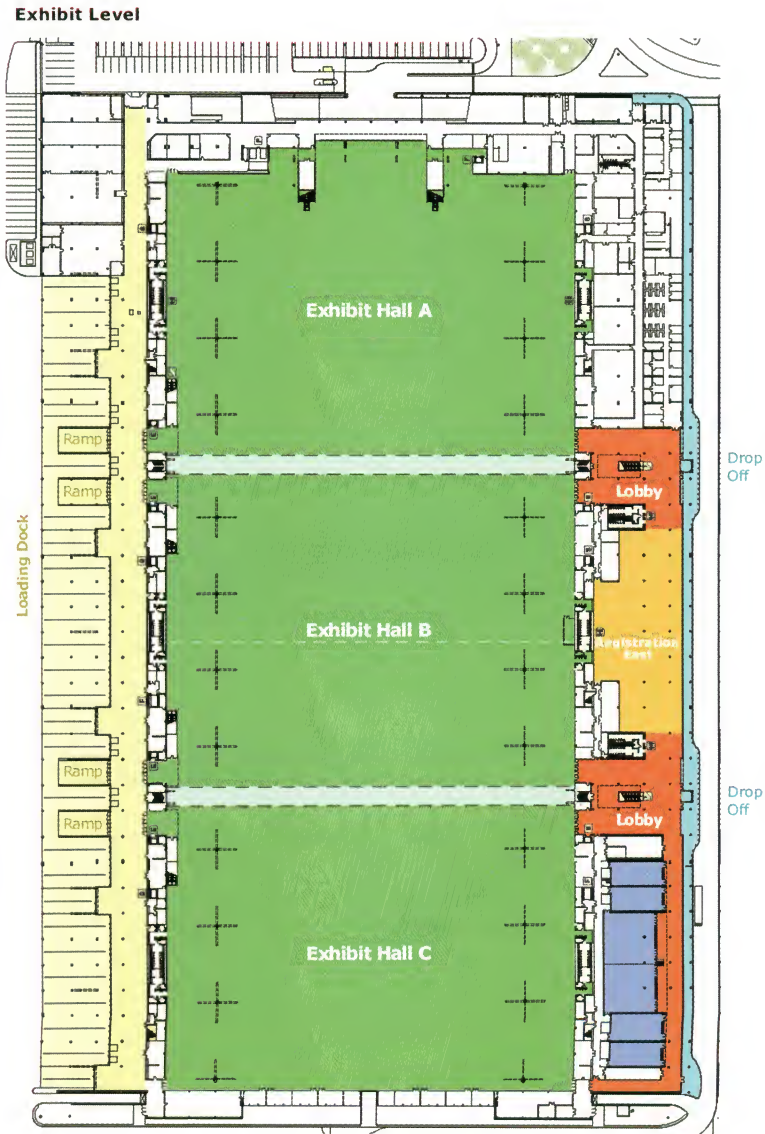 Exhibit Level
Exhibit Hall A
Ramp
Drop
Off
Ramp
Lobby
Loading Dock
Exhibit Hall B
Registration
East
Ramp
Drop
Off
Ramp
Lobby
Exhibit Hall C